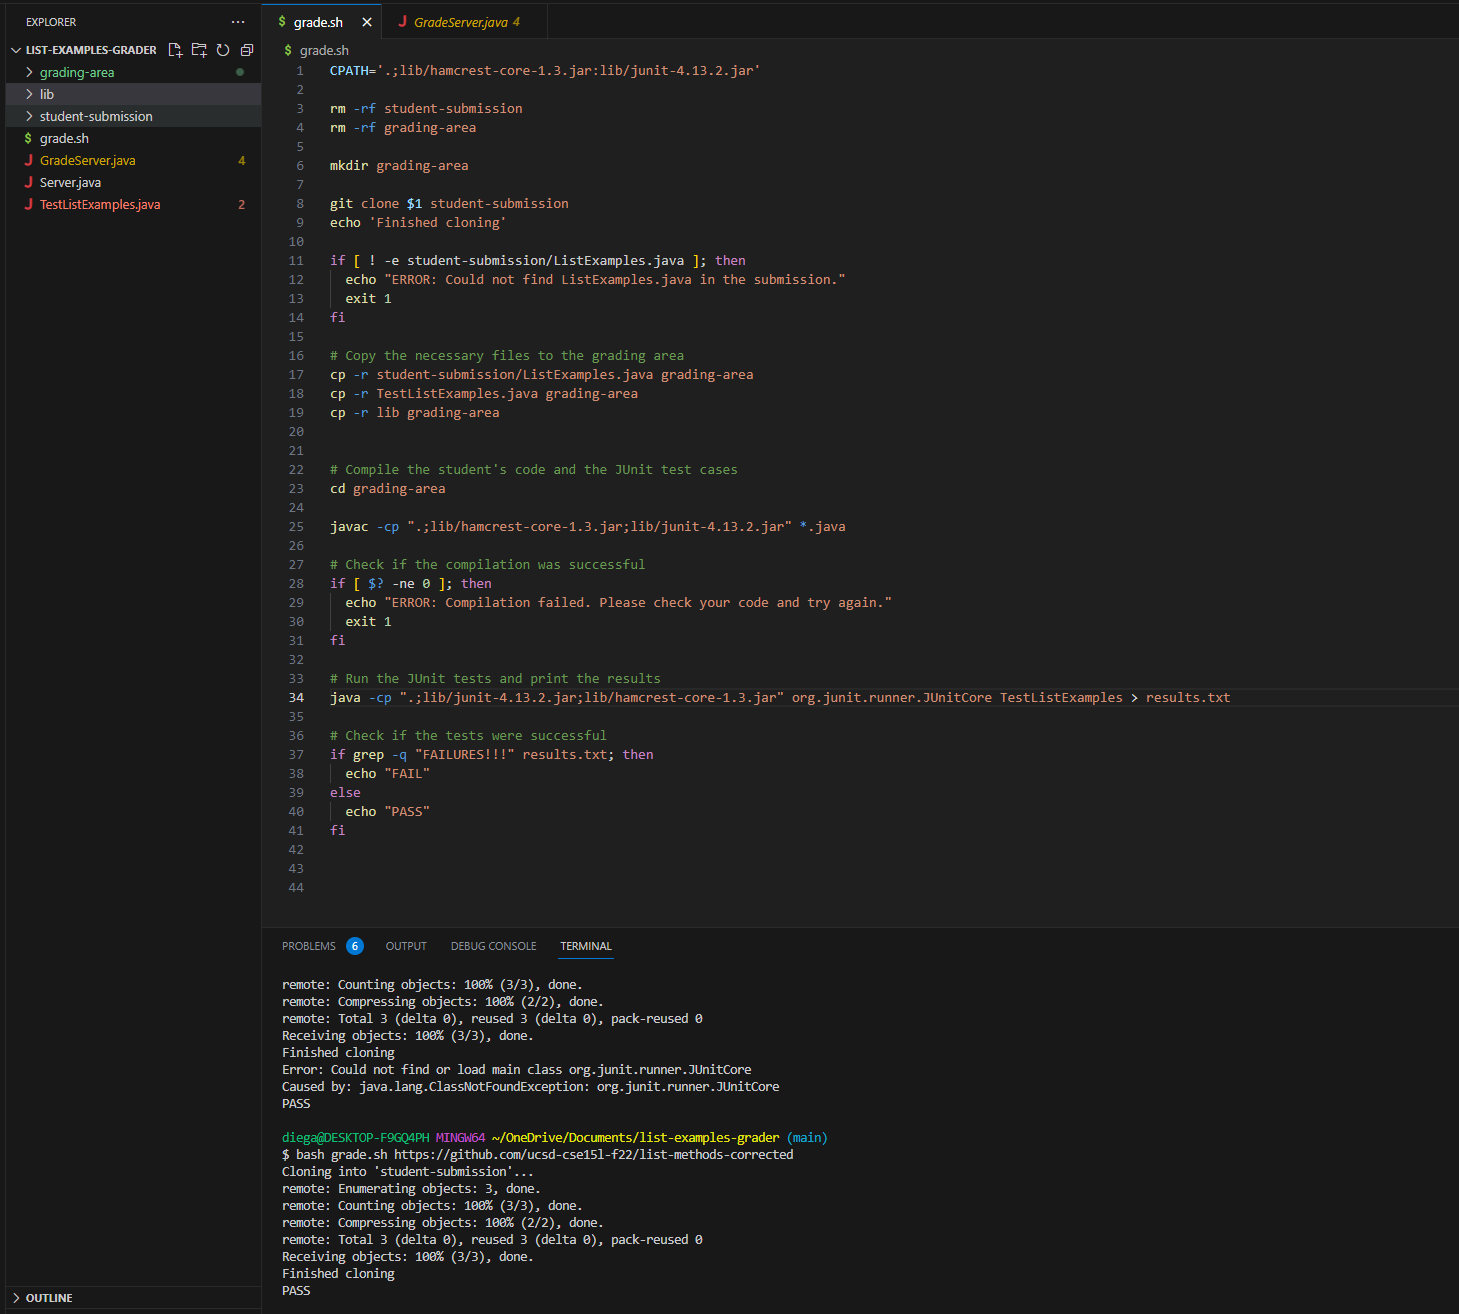 EXPLORER
LIST-EXAMPLES-GRADER
grading-area
lib
student-submission
grade.sh
GradeServer.java 4
Server.java
TestListExamples.java 2
OUTLINE
$ grade.sh
J GradeServer.java 4
$ grade.sh
1 CPATH='.;lib/hamcrest-core-1.3.jar:lib/junit-4.13.2.jar'
2
3 rm -rf student-submission
4 rm -rf grading-area
5
6 mkdir grading-area
7
8 git clone $1 student-submission
9 echo 'Finished cloning'
10
11 if [ ! -e student-submission/ListExamples.java ]; then
12 echo "ERROR: Could not find ListExamples.java in the submission."
13 exit 1
14 fi
15
16 # Copy the necessary files to the grading area
17 cp -r student-submission/ListExamples.java grading-area
18 cp -r TestListExamples.java grading-area
19 cp -r lib grading-area
20
21
22 # Compile the student's code and the JUnit test cases
23 cd grading-area
24
25 javac -cp ".;lib/hamcrest-core-1.3.jar;lib/junit-4.13.2.jar" *.java
26
27 # Check if the compilation was successful
28 if [ $? -ne 0 ]; then
29 echo "ERROR: Compilation failed. Please check your code and try again."
30 exit 1
31 fi
32
33 # Run the JUnit tests and print the results
34 java -cp ".;lib/junit-4.13.2.jar;lib/hamcrest-core-1.3.jar" org.junit.runner.JUnitCore TestListExamples > results.txt
35
36 # Check if the tests were successful
37 if grep -q "FAILURES!!!" results.txt; then
38 echo "FAIL"
39 else
40 echo "PASS"
41 fi
42
43
44
PROBLEMS 6 OUTPUT DEBUG CONSOLE TERMINAL
remote: Counting objects: 100% (3/3), done.
remote: Compressing objects: 100% (2/2), done.
remote: Total 3 (delta 0), reused 3 (delta 0), pack-reused 0
Receiving objects: 100% (3/3), done.
Finished cloning
Error: Could not find or load main class org.junit.runner.JUnitCore
Caused by: java.lang.ClassNotFoundException: org.junit.runner.JUnitCore
PASS
diega@DESKTOP-F9GQ4PH MINGW64 ~/OneDrive/Documents/list-examples-grader (main)
$ bash grade.sh https://github.com/ucsd-cse15l-f22/list-methods-corrected
Cloning into 'student-submission'...
remote: Enumerating objects: 3, done.
remote: Counting objects: 100% (3/3), done.
remote: Compressing objects: 100% (2/2), done.
remote: Total 3 (delta 0), reused 3 (delta 0), pack-reused 0
Receiving objects: 100% (3/3), done.
Finished cloning
PASS